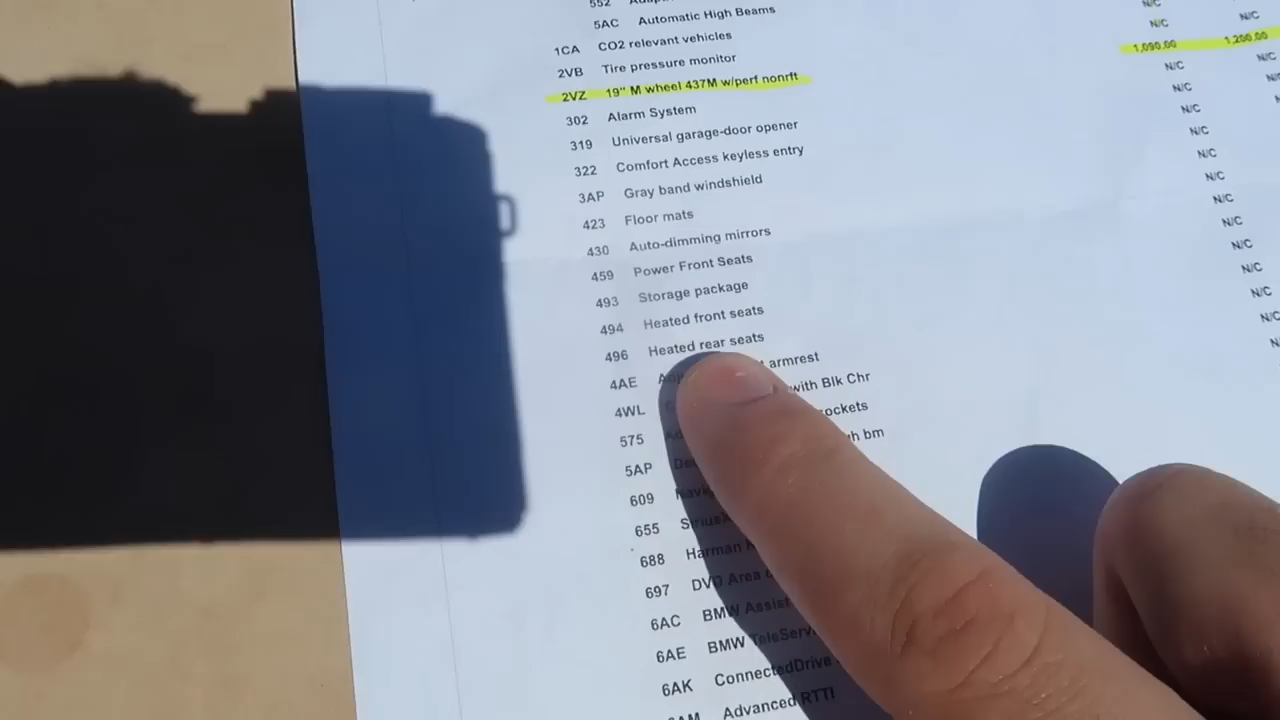 552
5AC Automatic High Beams N/C
1CA CO2 relevant vehicles N/C N/C
2VB Tire pressure monitor 1,090.00 1,200.00
2VZ 19" M wheel 437M w/perf nonrft N/C N/C
302 Alarm System N/C
319 Universal garage-door opener N/C
322 Comfort Access keyless entry N/C
3AP Gray band windshield N/C
423 Floor mats N/C
430 Auto-dimming mirrors N/C
459 Power Front Seats N/C
493 Storage package N/C
494 Heated front seats N/C
496 Heated rear seats N/C
4AE armrest N/C
4WL with Blk Chr
575
5AP bm
609
655
688 Harman
697 DVD Area
6AC BMW Assist
6AE BMW TeleServ
6AK ConnectedDrive
Advanced RTTI